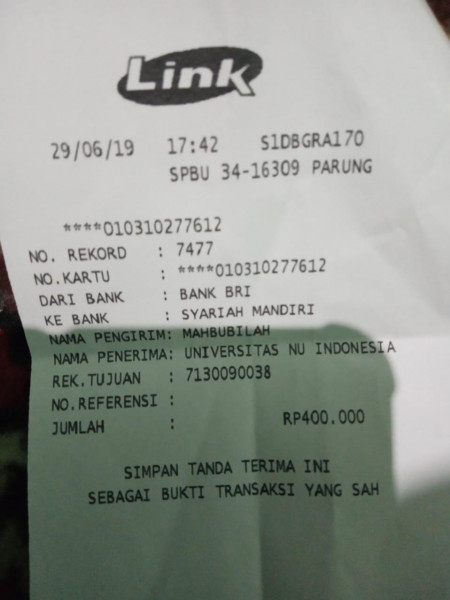 Link
29/06/19 17:42 S1DBGRA170
SPBU 34-16309 PARUNG
****010310277612
NO. REKORD : 7477
NO.KARTU : ****010310277612
DARI BANK : BANK BRI
KE BANK : SYARIAH MANDIRI
NAMA PENGIRIM: MAHBUBILAH
NAMA PENERIMA: UNIVERSITAS NU INDONESIA
REK.TUJUAN : 7130090038
NO.REFERENSI :
JUMLAH : RP400.000
SIMPAN TANDA TERIMA INI
SEBAGAI BUKTI TRANSAKSI YANG SAH